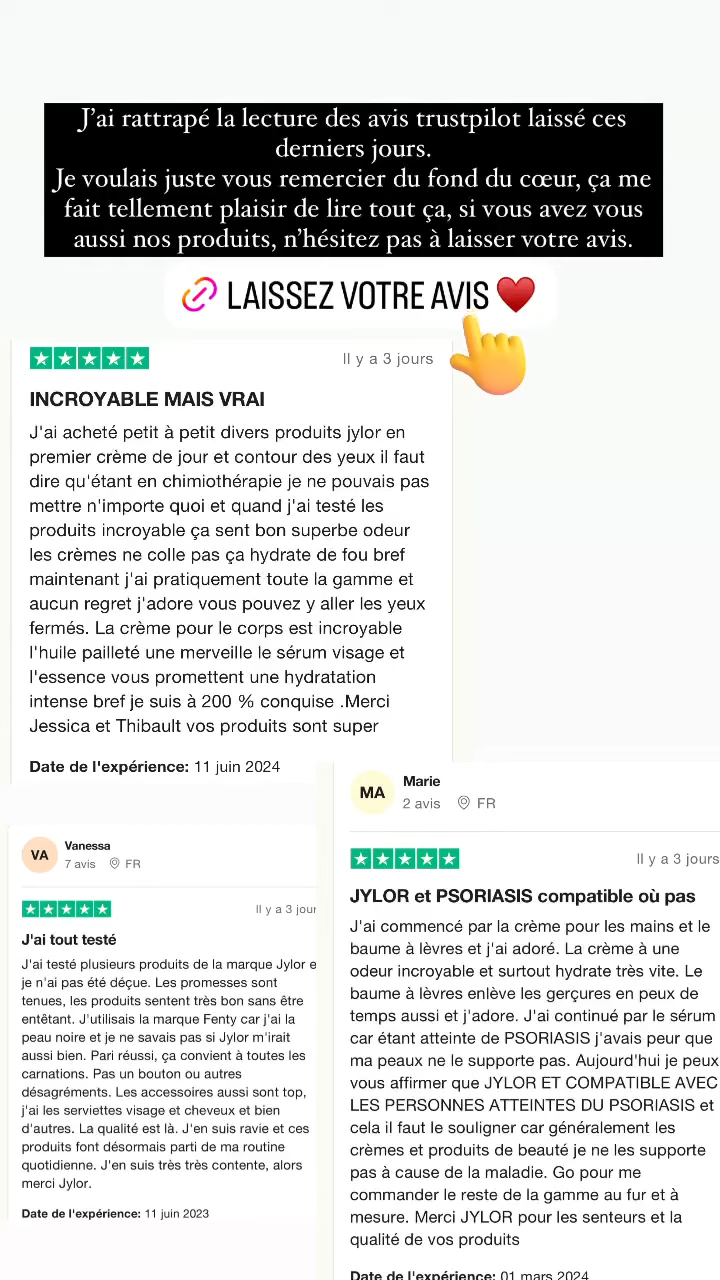 J’ai rattrapé la lecture des avis trustpilot laissé ces
derniers jours.
Je voulais juste vous remercier du fond du cœur, ça me
fait tellement plaisir de lire tout ça, si vous avez vous
aussi nos produits, n’hésitez pas à laisser votre avis.
LAISSEZ VOTRE AVIS
Il y a 3 jours
INCROYABLE MAIS VRAI
J'ai acheté petit à petit divers produits jylor en
premier crème de jour et contour des yeux il faut
dire qu'étant en chimiothérapie je ne pouvais pas
mettre n'importe quoi et quand j'ai testé les
produits incroyable ça sent bon superbe odeur
les crèmes ne colle pas ça hydrate de fou bref
maintenant j'ai pratiquement toute la gamme et
aucun regret j'adore vous pouvez y aller les yeux
fermés. La crème pour le corps est incroyable
l'huile pailleté une merveille le sérum visage et
l'essence vous promettent une hydratation
intense bref je suis à 200 % conquise .Merci
Jessica et Thibault vos produits sont super
Date de l'expérience: 11 juin 2024
VA
Vanessa
7 avis FR
Il y a 3 jour
J'ai tout testé
J'ai testé plusieurs produits de la marque Jylor e
je n'ai pas été déçue. Les promesses sont
tenues, les produits sentent très bon sans être
entêtant. J'utilisais la marque Fenty car j'ai la
peau noire et je ne savais pas si Jylor m'irait
aussi bien. Pari réussi, ça convient à toutes les
carnations. Pas un bouton ou autres
désagréments. Les accessoires aussi sont top,
j'ai les serviettes visage et cheveux et bien
d'autres. La qualité est là. J'en suis ravie et ces
produits font désormais parti de ma routine
quotidienne. J'en suis très très contente, alors
merci Jylor.
Date de l'expérience: 11 juin 2023
MA
Marie
2 avis FR
Il y a 3 jours
JYLOR et PSORIASIS compatible où pas
J'ai commencé par la crème pour les mains et le
baume à lèvres et j'ai adoré. La crème à une
odeur incroyable et surtout hydrate très vite. Le
baume à lèvres enlève les gerçures en peux de
temps aussi et j'adore. J'ai continué par le sérum
car étant atteinte de PSORIASIS j'avais peur que
ma peaux ne le supporte pas. Aujourd'hui je peux
vous affirmer que JYLOR ET COMPATIBLE AVEC
LES PERSONNES ATTEINTES DU PSORIASIS et
cela il faut le souligner car généralement les
crèmes et produits de beauté je ne les supporte
pas à cause de la maladie. Go pour me
commander le reste de la gamme au fur et à
mesure. Merci JYLOR pour les senteurs et la
qualité de vos produits
Date de l'expérience: 01 mars 2024